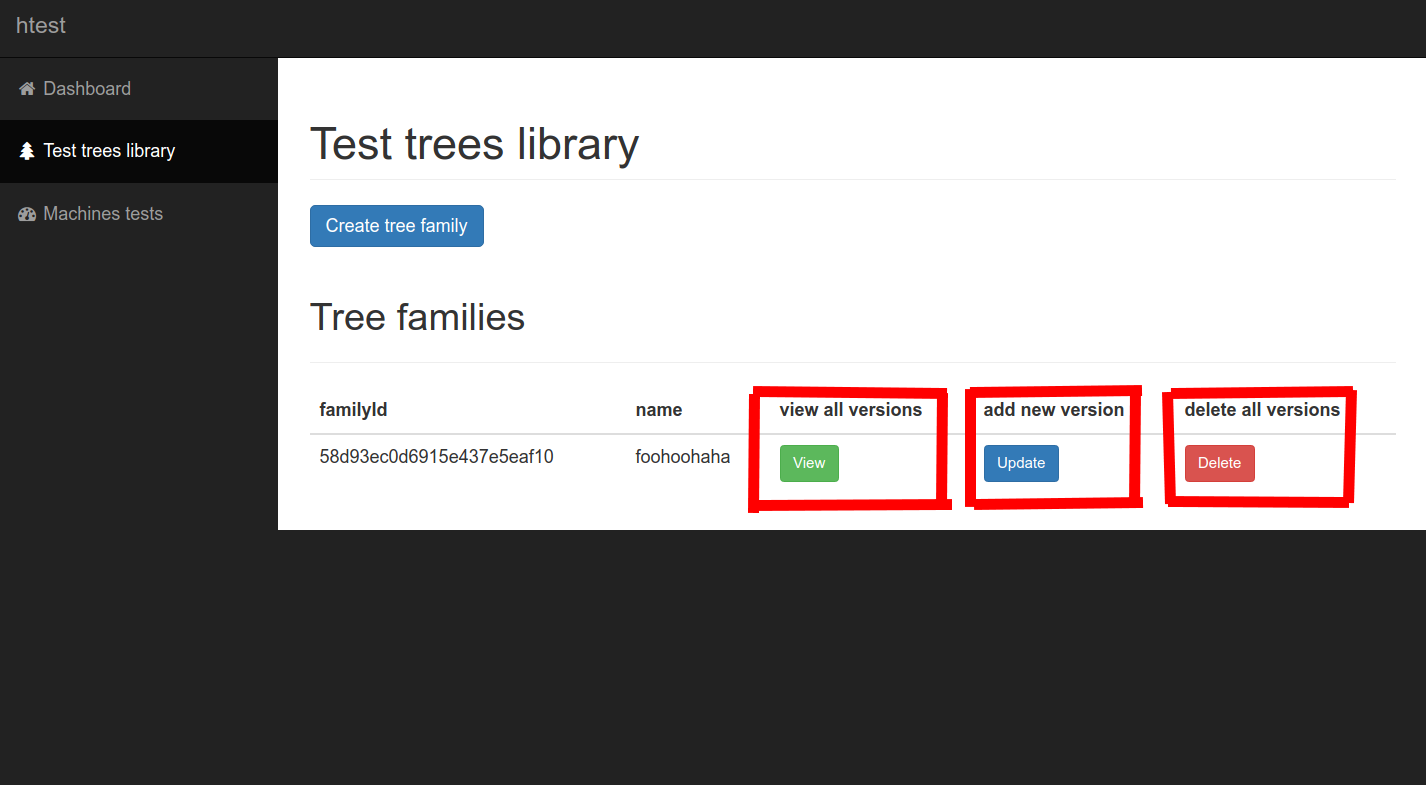 htest
Dashboard
Test trees library
Machines tests
Test trees library
Create tree family
Tree families
familyId name view all versions add new version delete all versions
58d93ec0d6915e437e5eaf10 foohoohaha View Update Delete